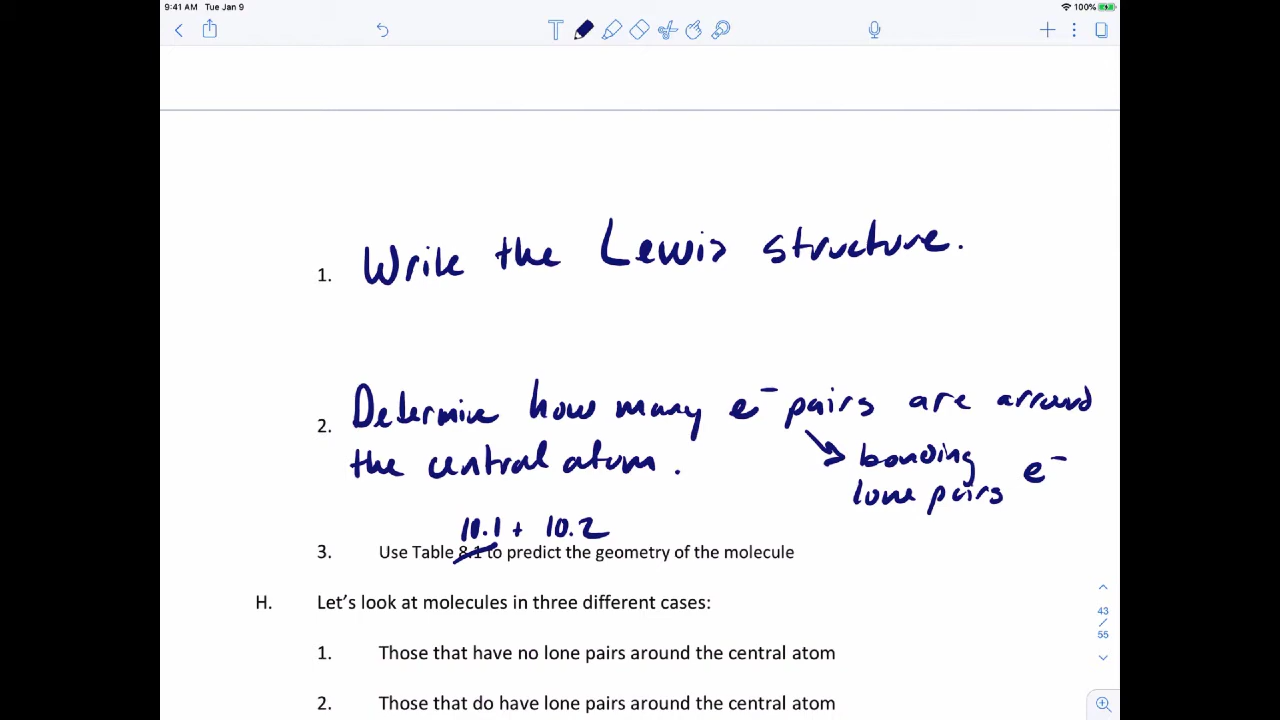 9:41 AM Tue Jan 9
100%
1. Write the Lewis structure.
2. Determine how many e⁻ pairs are arround
the central atom.
bonding
lone pairs e⁻
10.1 + 10.2
3. Use Table 8.1 to predict the geometry of the molecule
H. Let's look at molecules in three different cases:
43
/
55
1. Those that have no lone pairs around the central atom
2. Those that do have lone pairs around the central atom